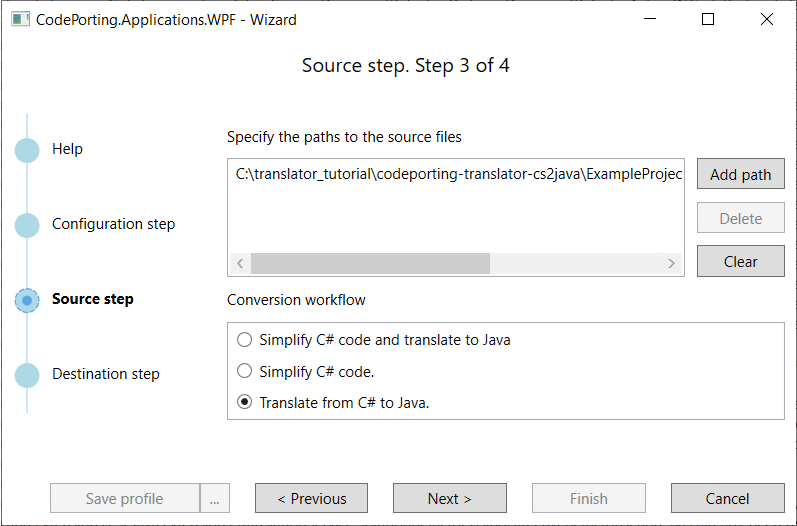 CodePorting.Applications.WPF - Wizard
Source step. Step 3 of 4
Help
Configuration step
Source step
Destination step
Specify the paths to the source files
C:\translator_tutorial\codeporting-translator-cs2java\ExampleProjec
Add path
Delete
Clear
Conversion workflow
Simplify C# code and translate to Java
Simplify C# code.
Translate from C# to Java.
Save profile
...
< Previous
Next >
Finish
Cancel